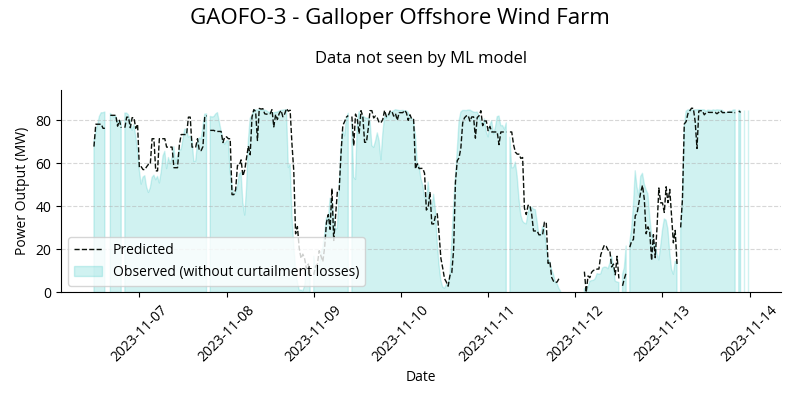 GAOFO-3 - Galloper Offshore Wind Farm
Data not seen by ML model
Power Output (MW)
80
60
40
20
0
Predicted
Observed (without curtailment losses)
2023-11-07
2023-11-08
2023-11-09
2023-11-10
2023-11-11
2023-11-12
2023-11-13
2023-11-14
Date